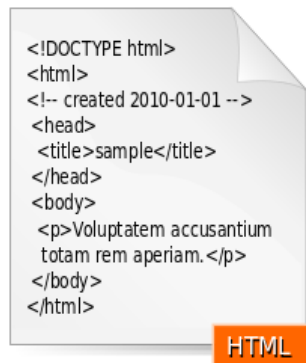 <!DOCTYPE html>
<html>
<!-- created 2010-01-01 -->
<head>
<title>sample</title>
</head>
<body>
<p>Voluptatem accusantium
totam rem aperiam.</p>
</body>
</html>
HTML